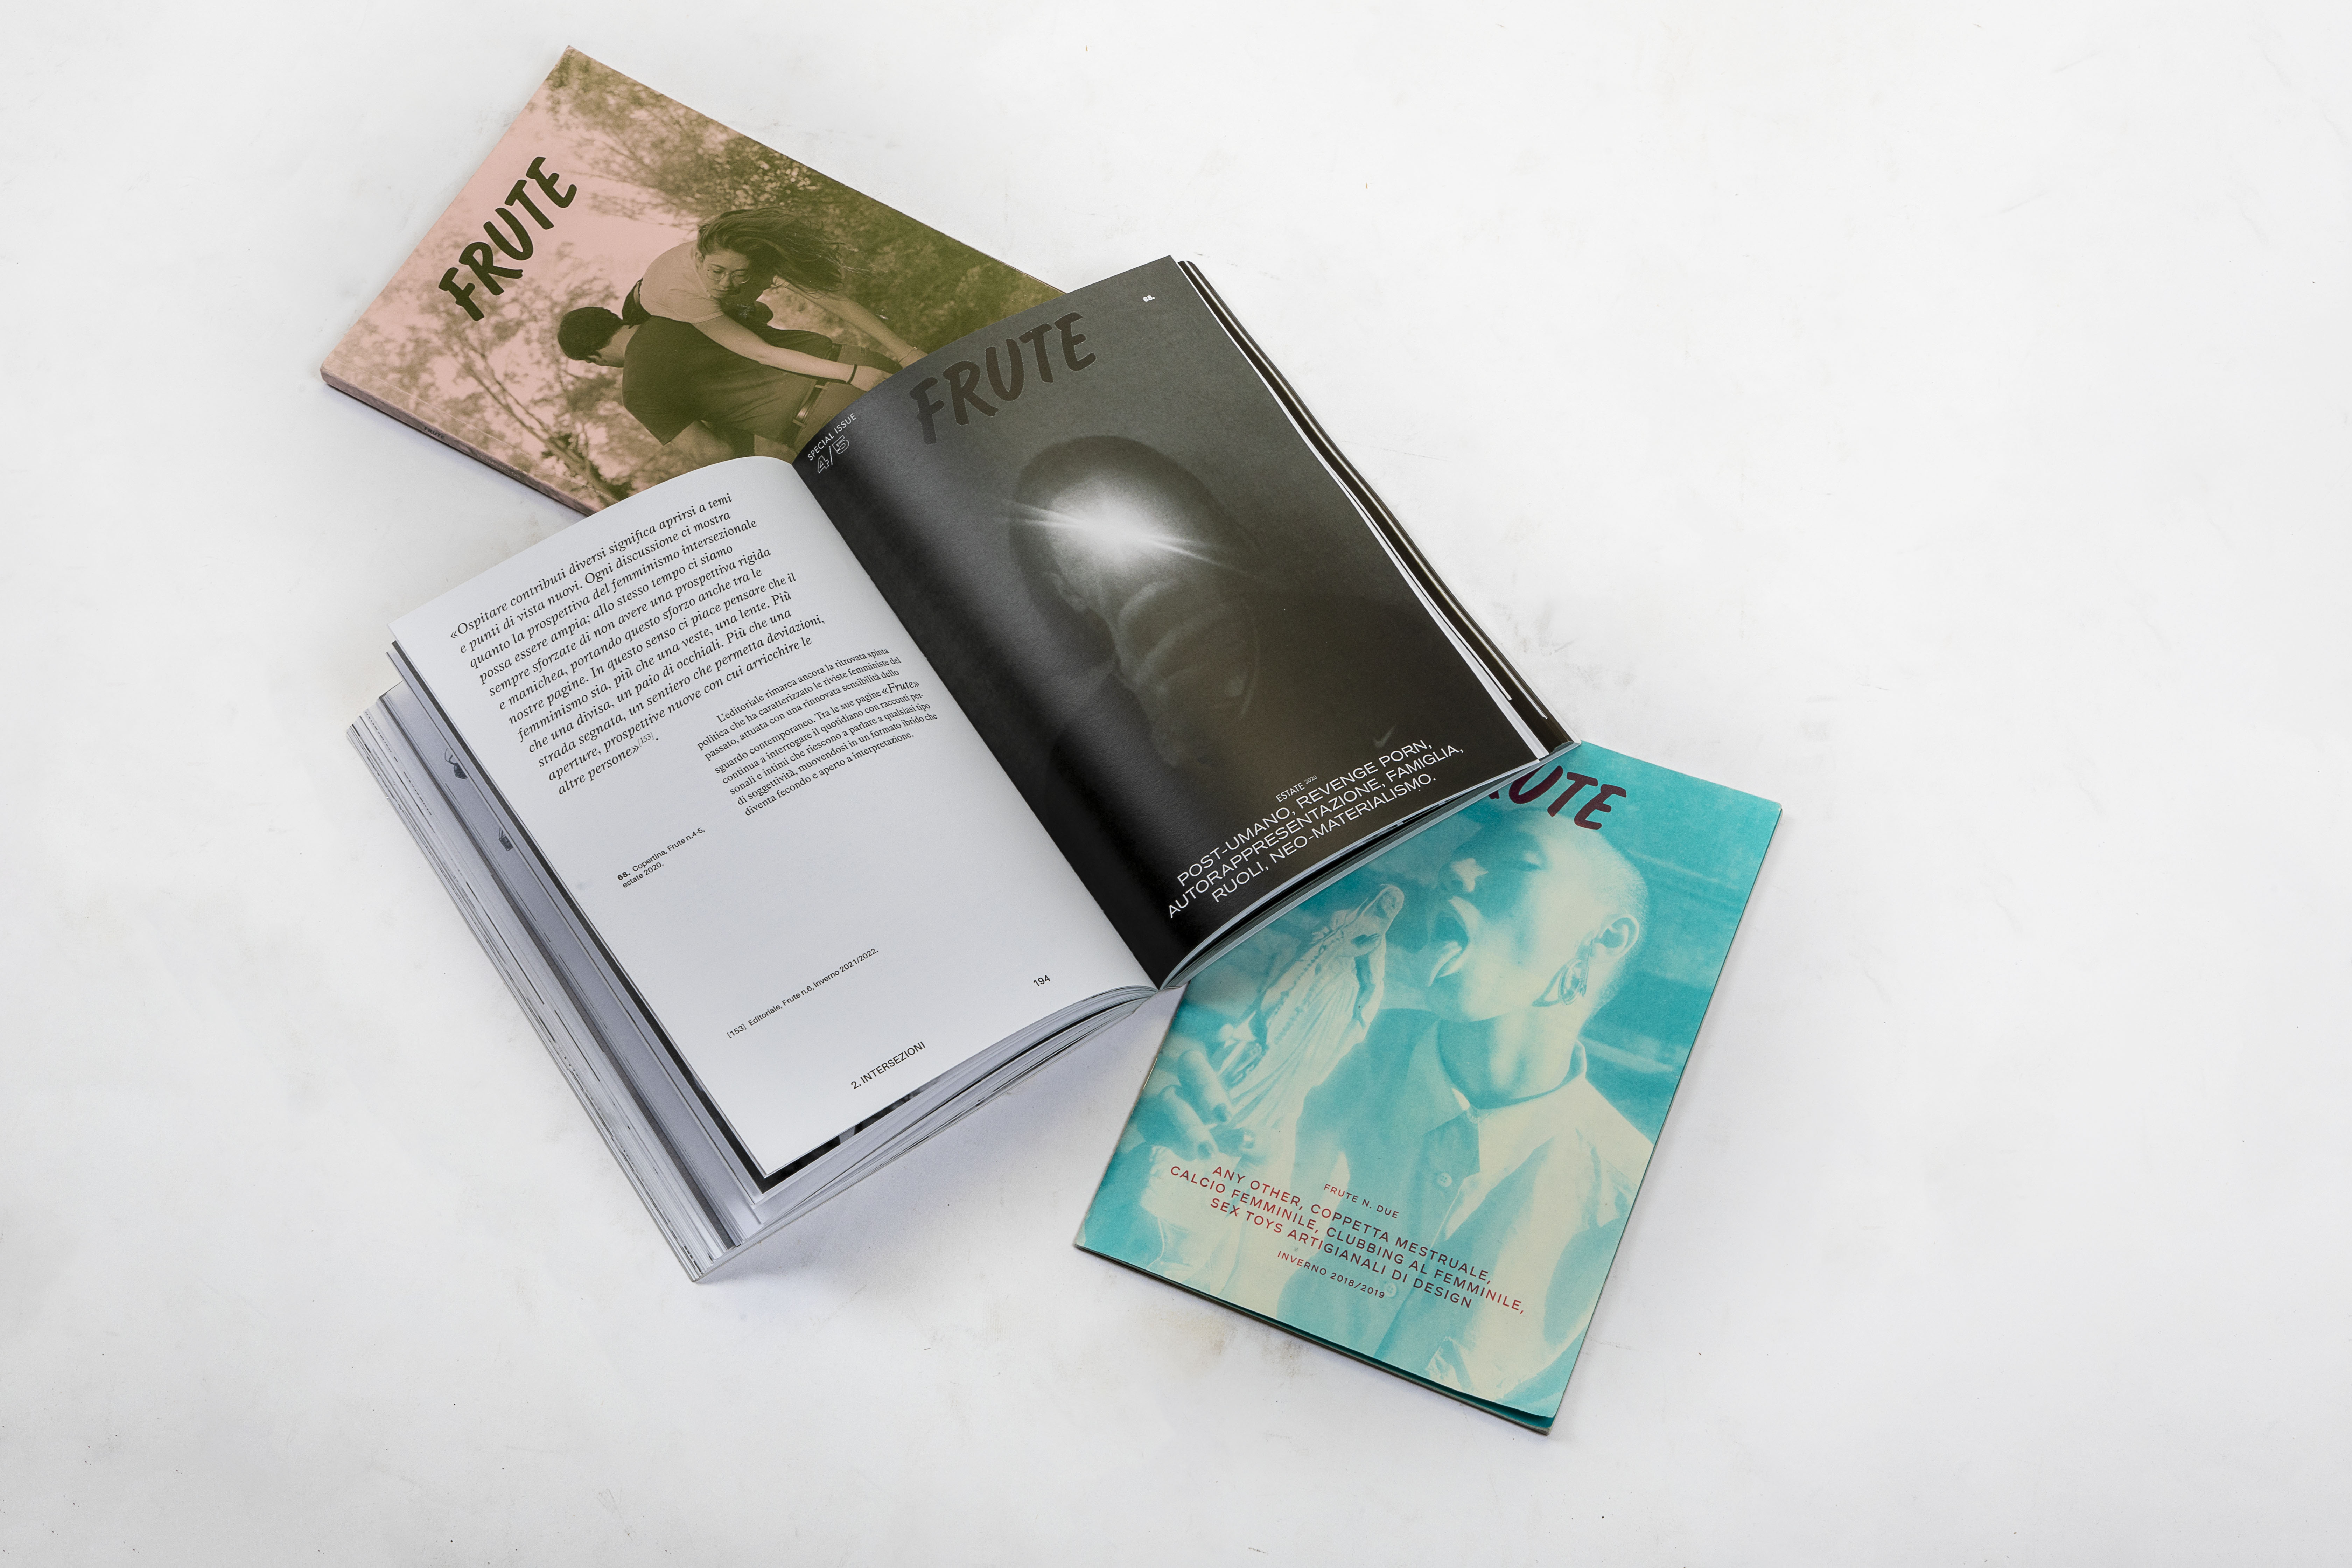 FRUTE
FRUTE
«Ospitare contributi diversi significa aprirsi a temi
e punti di vista nuovi. Ogni discussione ci mostra
quanto la prospettiva del femminismo intersezionale
possa essere ampia; allo stesso tempo ci siamo
sempre sforzate di non avere una prospettiva rigida
e manichea, portando questo sforzo anche tra le
nostre pagine. In questo senso ci piace pensare che il
femminismo sia, più che una veste, una lente. Più
che una divisa, un paio di occhiali. Più che una
strada segnata, un sentiero che permetta deviazioni,
aperture, prospettive nuove con cui arricchire le
altre persone»[153].
L'editoriale rimarca ancora la ritrovata spinta
politica che ha caratterizzato le riviste femministe del
passato, attuata con una rinnovata sensibilità dello
sguardo contemporaneo. Tra le sue pagine «Frute»
continua a interrogare il quotidiano con racconti per-
sonali e intimi che riescono a parlare a qualsiasi tipo
di soggettività, muovendosi in un formato ibrido che
diventa fecondo e aperto a interpretazione.
68. Copertina, Frute n.4-5,
estate 2020.
[153] Editoriale, Frute n.6, inverno 2021/2022.
194
2. INTERSEZIONI
68.
FRUTE
SPECIAL ISSUE
4/5
ESTATE 2020
POST-UMANO, REVENGE PORN,
AUTORAPPRESENTAZIONE, FAMIGLIA,
RUOLI, NEO-MATERIALISMO.
UTE
FRUTE N. DUE
ANY OTHER, COPPETTA MESTRUALE,
CALCIO FEMMINILE, CLUBBING AL FEMMINILE,
SEX TOYS ARTIGIANALI DI DESIGN
INVERNO 2018/2019